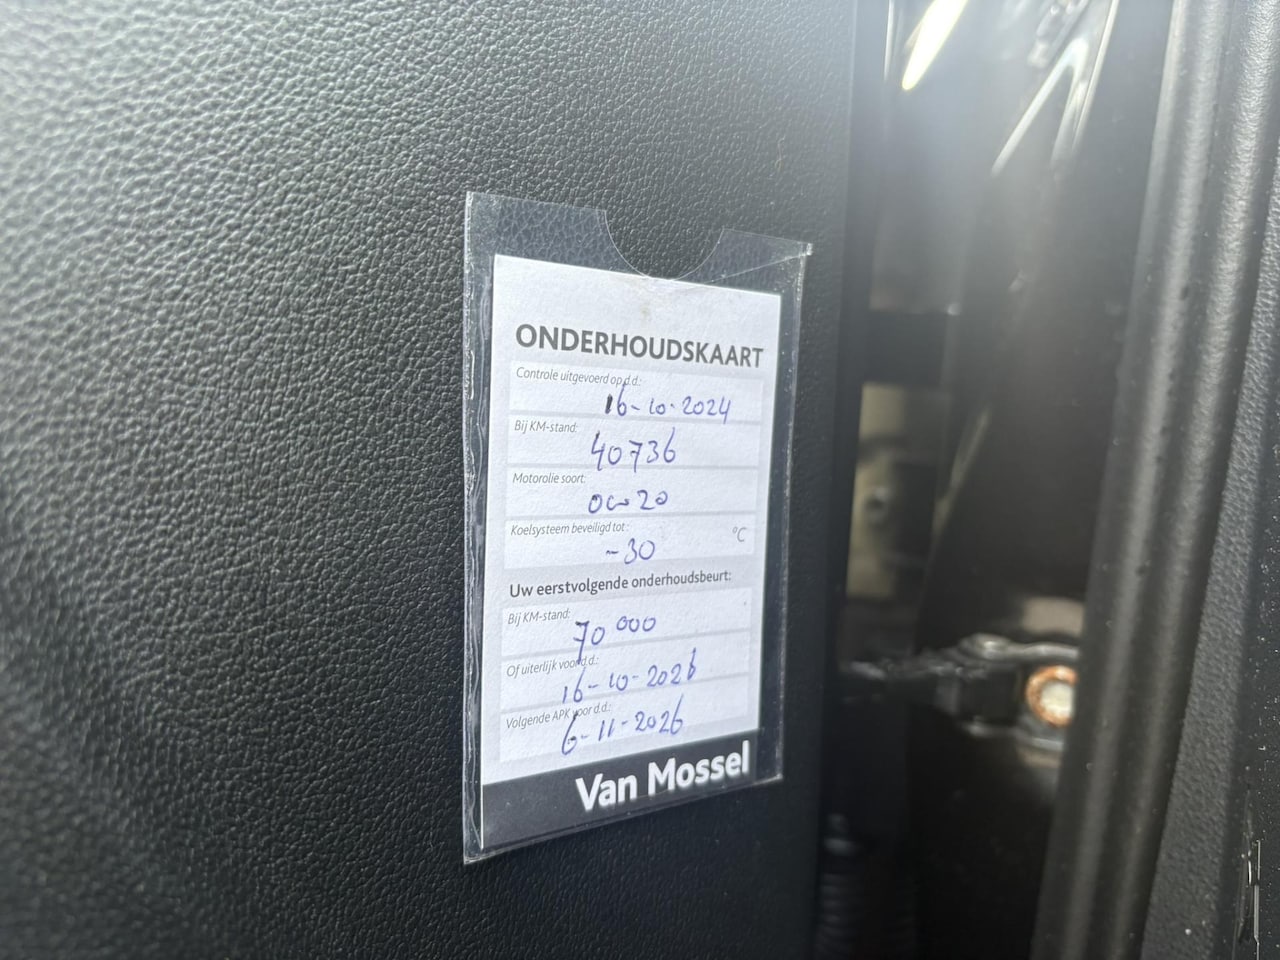 ONDERHOUDSKAART
Controle uitgevoerd op d.d.:
16-10-2024
Bij KM-stand:
40736
Motorolie soort:
0w20
Koelsysteem beveiligd tot:
-30 °C
Uw eerstvolgende onderhoudsbeurt:
Bij KM-stand:
70 000
Of uiterlijk voor d.d.:
16-10-2026
Volgende APK voor d.d.:
6-11-2026
Van Mossel